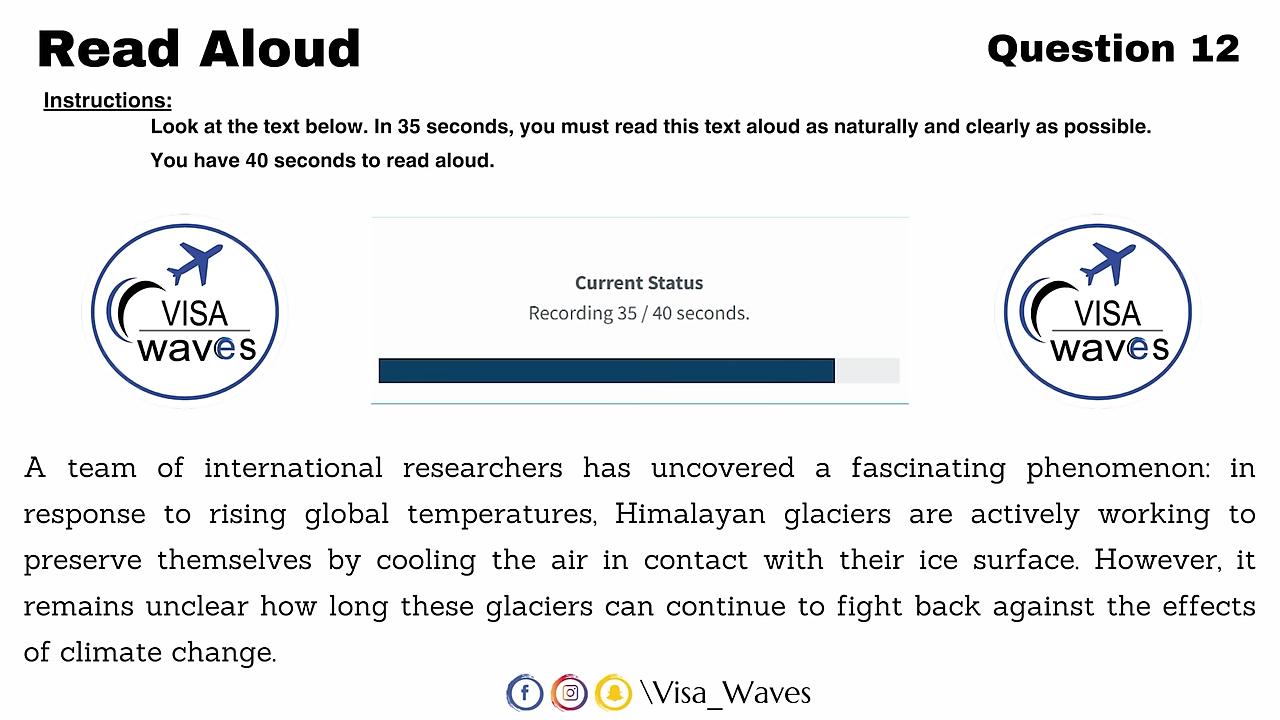 Read Aloud
Question 12
Instructions:
Look at the text below. In 35 seconds, you must read this text aloud as naturally and clearly as possible.
You have 40 seconds to read aloud.
VISA
waves
Current Status
Recording 35 / 40 seconds.
VISA
waves
A team of international researchers has uncovered a fascinating phenomenon: in
response to rising global temperatures, Himalayan glaciers are actively working to
preserve themselves by cooling the air in contact with their ice surface. However, it
remains unclear how long these glaciers can continue to fight back against the effects
of climate change.
\Visa_Waves